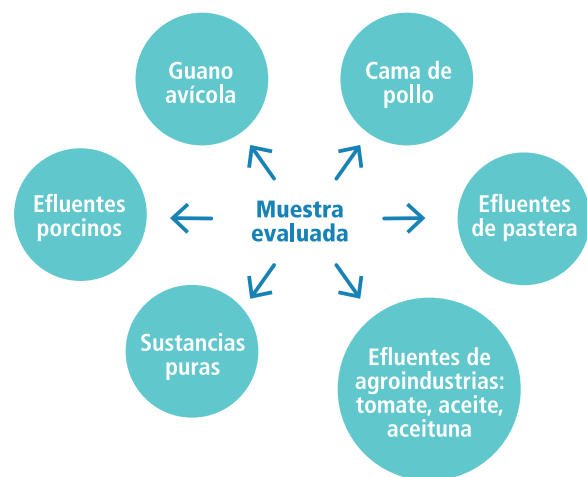 Guano
avícola
Cama de
pollo
Efluentes
porcinos
Muestra
evaluada
Efluentes
de pastera
Sustancias
puras
Efluentes de
agroindustrias:
tomate, aceite,
aceituna